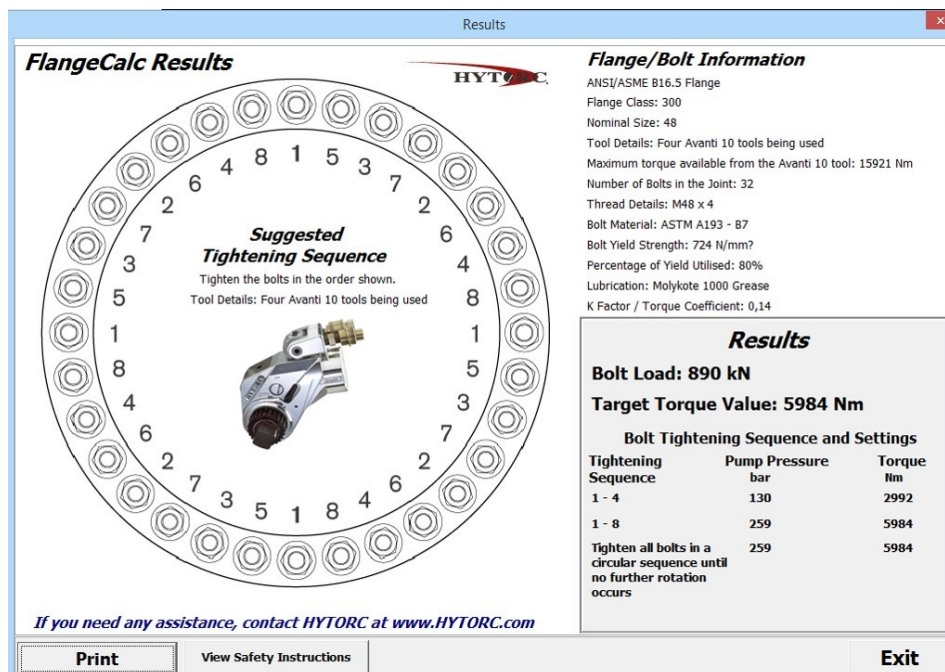 Results
FlangeCalc Results
HYTORC
1 5 3 7 2 6 4 8 1 5 3 7 2 6 4 8 1 5 3 7 2 6 4 8 1 5 3 7 2 6 4 8
Suggested
Tightening Sequence
Tighten the bolts in the order shown.
Tool Details: Four Avanti 10 tools being used
If you need any assistance, contact HYTORC at www.HYTORC.com
Flange/Bolt Information
ANSI/ASME B16.5 Flange
Flange Class: 300
Nominal Size: 48
Tool Details: Four Avanti 10 tools being used
Maximum torque available from the Avanti 10 tool: 15921 Nm
Number of Bolts in the Joint: 32
Thread Details: M48 x 4
Bolt Material: ASTM A193 - B7
Bolt Yield Strength: 724 N/mm?
Percentage of Yield Utilised: 80%
Lubrication: Molykote 1000 Grease
K Factor / Torque Coefficient: 0,14
Results
Bolt Load: 890 kN
Target Torque Value: 5984 Nm
Bolt Tightening Sequence and Settings
Tightening Pump Pressure Torque
Sequence bar Nm
1 - 4 130 2992
1 - 8 259 5984
Tighten all bolts in a 259 5984
circular sequence until
no further rotation
occurs
Print View Safety Instructions Exit